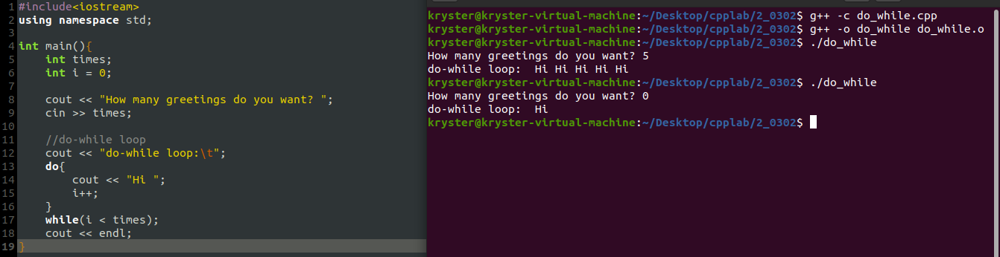 1 #include<iostream>
2 using namespace std;
3
4 int main(){
5     int times;
6     int i = 0;
7
8     cout << "How many greetings do you want? ";
9     cin >> times;
10
11     //do-while loop
12     cout << "do-while loop:\t";
13     do{
14         cout << "Hi ";
15         i++;
16     }
17     while(i < times);
18     cout << endl;
19 }
kryster@kryster-virtual-machine:~/Desktop/cpplab/2_0302$ g++ -c do_while.cpp
kryster@kryster-virtual-machine:~/Desktop/cpplab/2_0302$ g++ -o do_while do_while.o
kryster@kryster-virtual-machine:~/Desktop/cpplab/2_0302$ ./do_while
How many greetings do you want? 5
do-while loop:  Hi Hi Hi Hi Hi
kryster@kryster-virtual-machine:~/Desktop/cpplab/2_0302$ ./do_while
How many greetings do you want? 0
do-while loop:  Hi
kryster@kryster-virtual-machine:~/Desktop/cpplab/2_0302$